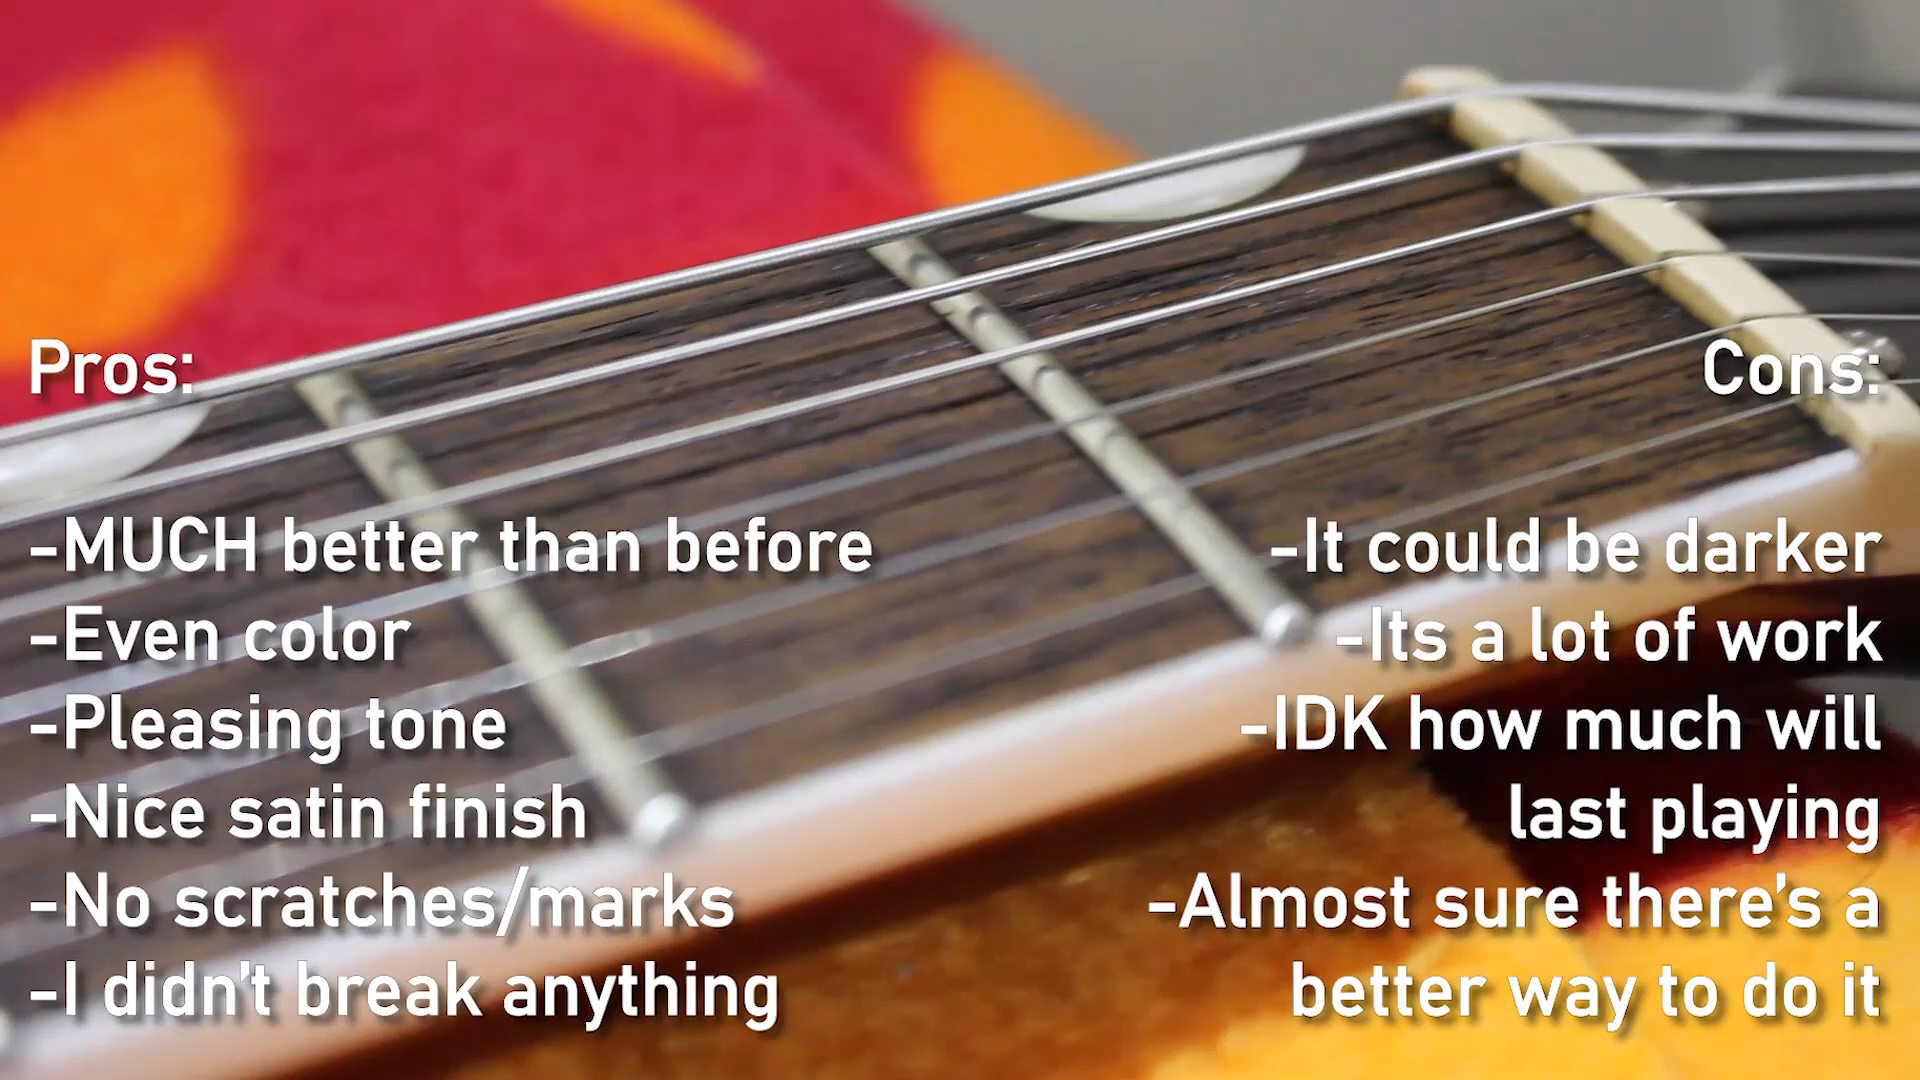 Pros:
-MUCH better than before
-Even color
-Pleasing tone
-Nice satin finish
-No scratches/marks
-I didn't break anything
Cons:
-It could be darker
-Its a lot of work
-IDK how much will
last playing
-Almost sure there's a
better way to do it